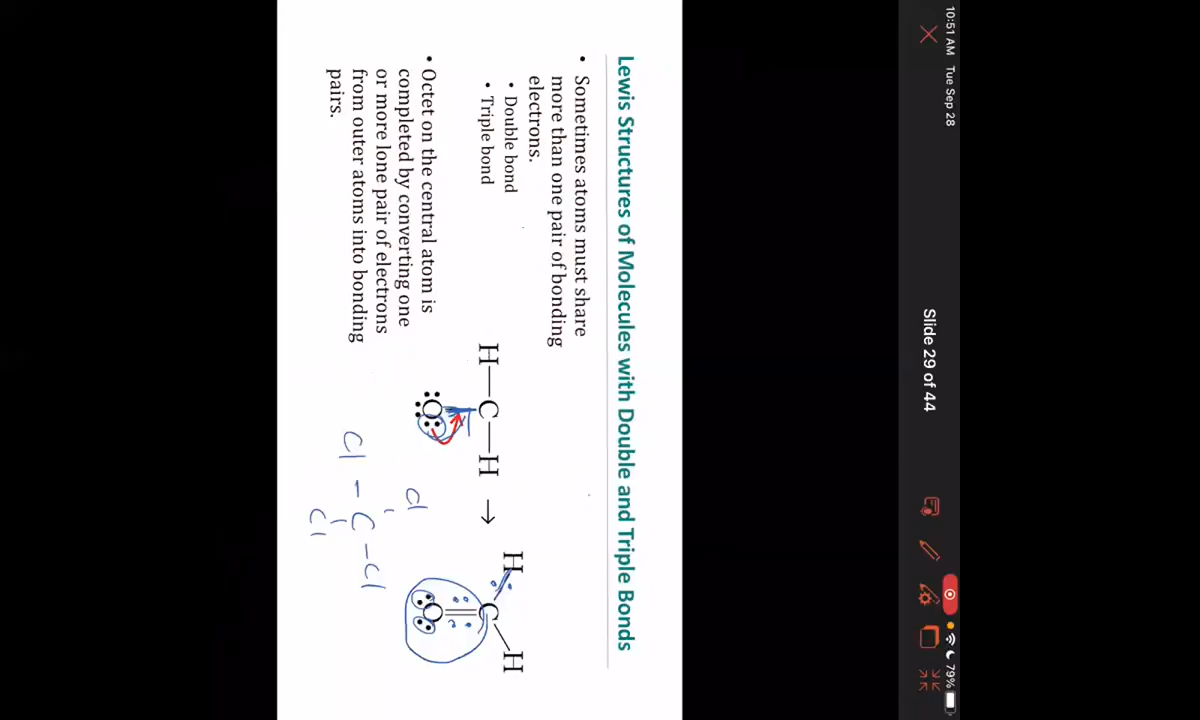 10:51 AM Tue Sep 28
79%
Slide 29 of 44
Lewis Structures of Molecules with Double and Triple Bonds
• Sometimes atoms must share
more than one pair of bonding
electrons.
• Double bond
• Triple bond
• Octet on the central atom is
completed by converting one
or more lone pair of electrons
from outer atoms into bonding
pairs.
H—C—H →
O
H C H
O
Cl
Cl – C – Cl
Cl